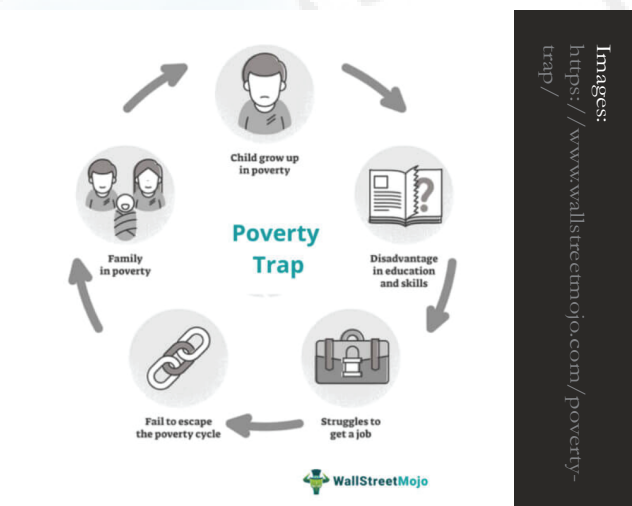 Child grow up
in poverty
Disadvantage
in education
and skills
Struggles to
get a job
Fail to escape
the poverty cycle
Family
in poverty
Poverty
Trap
?
WallStreetMojo
Images:
https://www.wallstreetmojo.com/poverty-
trap/